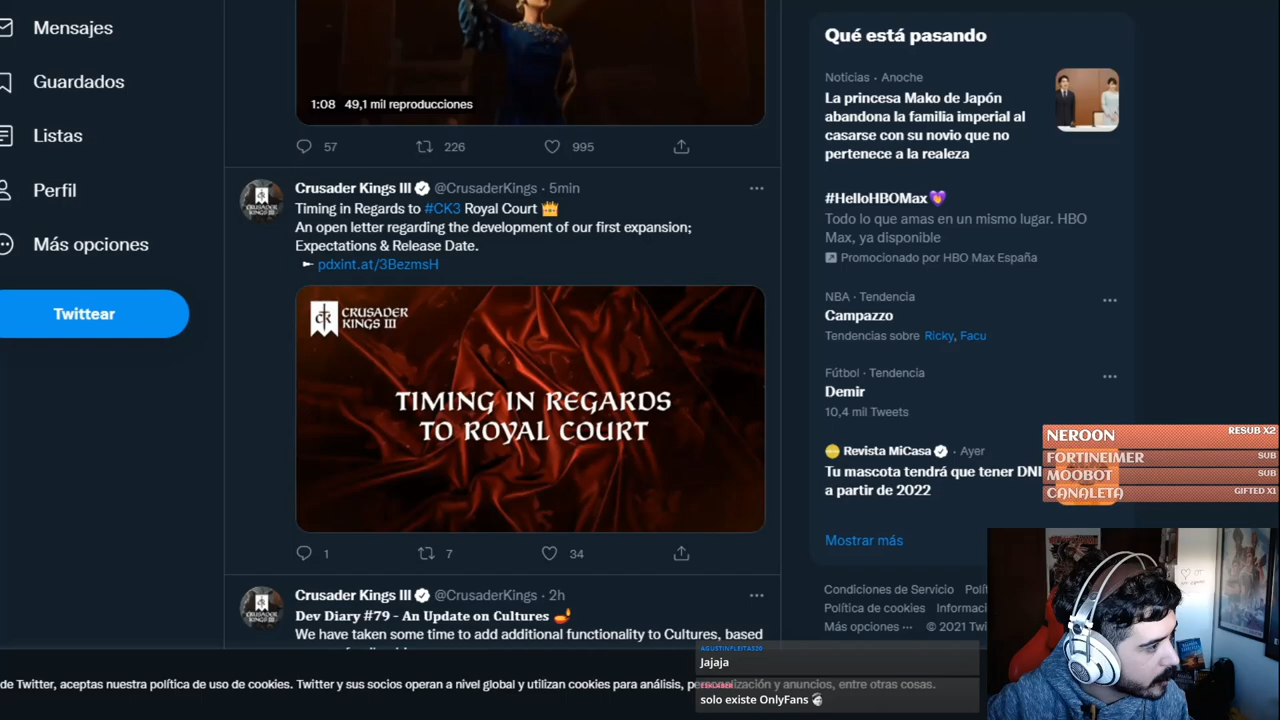 Mensajes
Guardados
Listas
Perfil
Más opciones
Twittear
1:08 49,1 mil reproducciones
57 226 995
Crusader Kings III @CrusaderKings · 5min
Timing in Regards to #CK3 Royal Court
An open letter regarding the development of our first expansion;
Expectations & Release Date.
pdxint.at/3BezmsH
CRUSADER
KINGS III
TIMING IN REGARDS
TO ROYAL COURT
1 7 34
Crusader Kings III @CrusaderKings · 2h
Dev Diary #79 - An Update on Cultures
We have taken some time to add additional functionality to Cultures, based
Qué está pasando
Noticias · Anoche
La princesa Mako de Japón
abandona la familia imperial al
casarse con su novio que no
pertenece a la realeza
#HelloHBOMax
Todo lo que amas en un mismo lugar. HBO
Max, ya disponible
Promocionado por HBO Max España
NBA · Tendencia
Campazzo
Tendencias sobre Ricky, Facu
Fútbol · Tendencia
Demir
10,4 mil Tweets
Revista MiCasa · Ayer
Tu mascota tendrá que tener DNI
a partir de 2022
Mostrar más
Condiciones de Servicio
Política de cookies
Más opciones ··· © 2021
NEROON RESUB X2
FORTINEIMER SUB
MOOBOT SUB
CANALETA GIFTED X1
de Twitter, aceptas nuestra política de uso de cookies. Twitter y sus socios operan a nivel global y utilizan cookies para análisis, personalización y anuncios, entre otras cosas.
Jajaja
solo existe OnlyFans